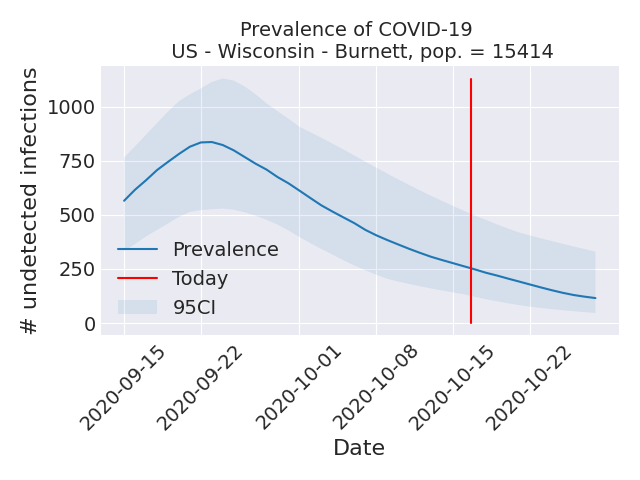 Prevalence of COVID-19
US - Wisconsin - Burnett, pop. = 15414
# undetected infections
1000
750
500
250
0
Prevalence
Today
95CI
2020-09-15
2020-09-22
2020-10-01
2020-10-08
2020-10-15
2020-10-22
Date